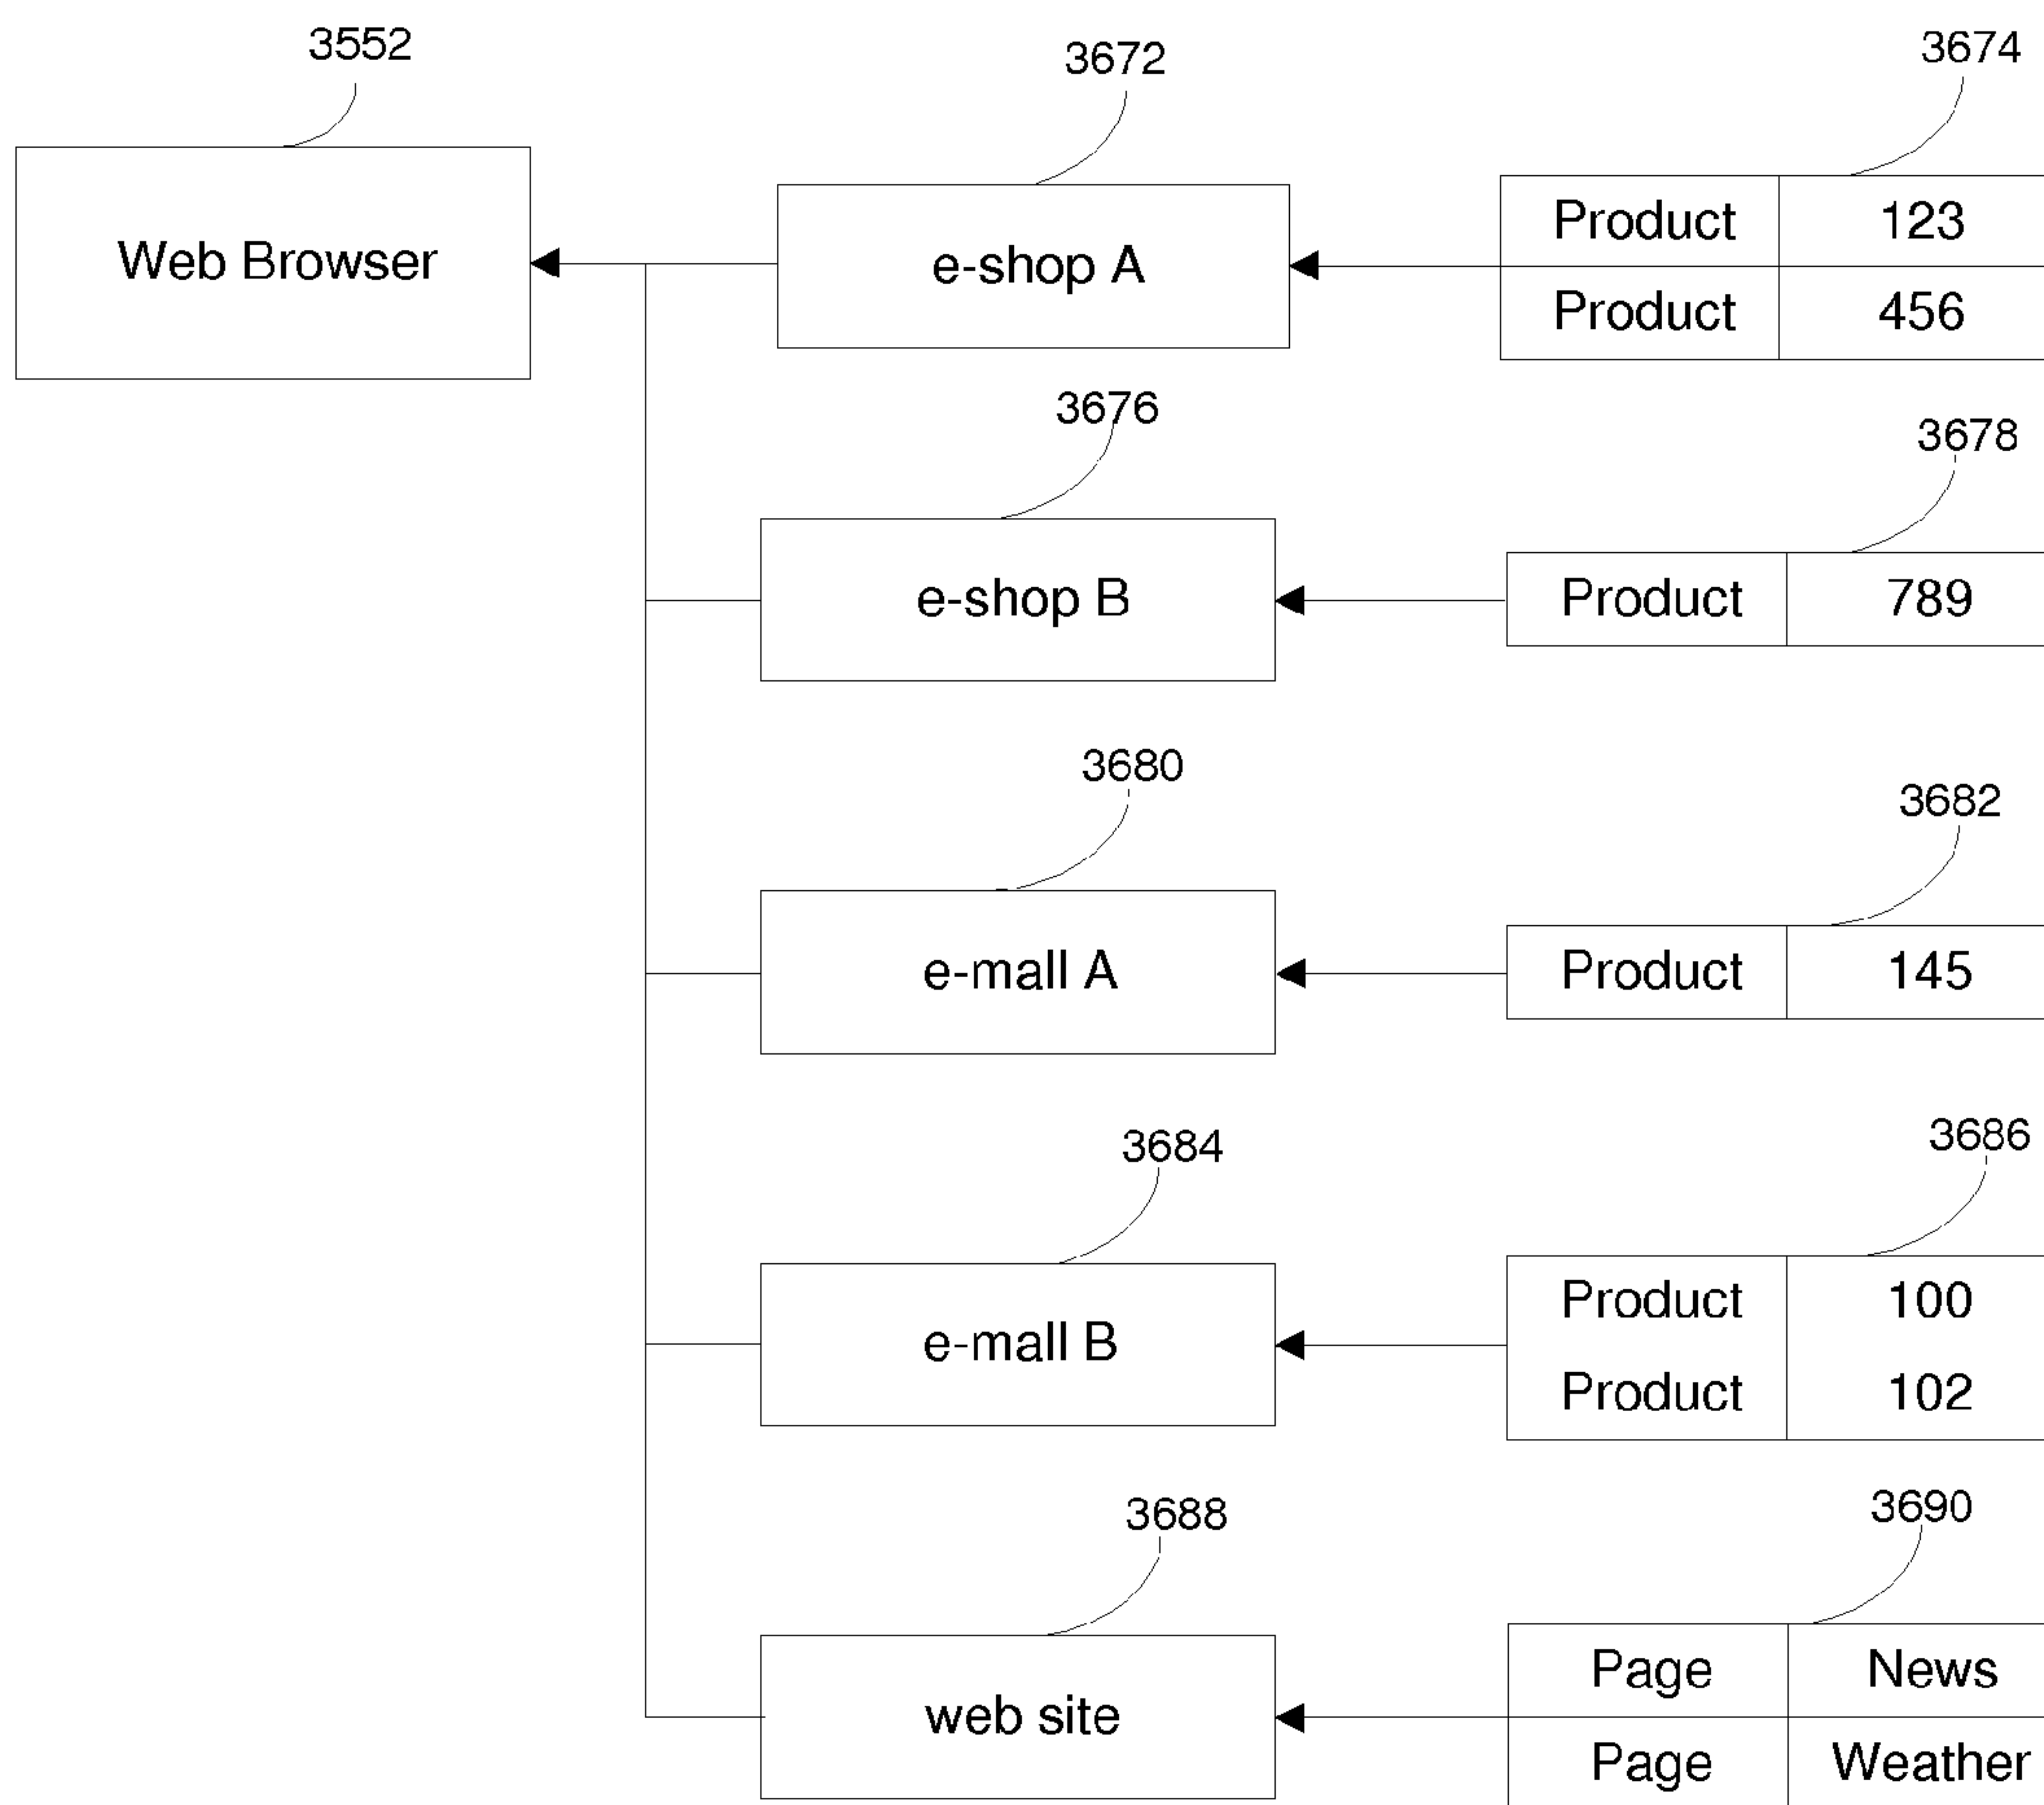 3552
3672
3674
Web Browser
e-shop A
Product 123
Product 456
3676
3678
e-shop B
Product 789
3680
3682
e-mall A
Product 145
3684
3686
e-mall B
Product 100
Product 102
3688
3690
web site
Page News
Page Weather